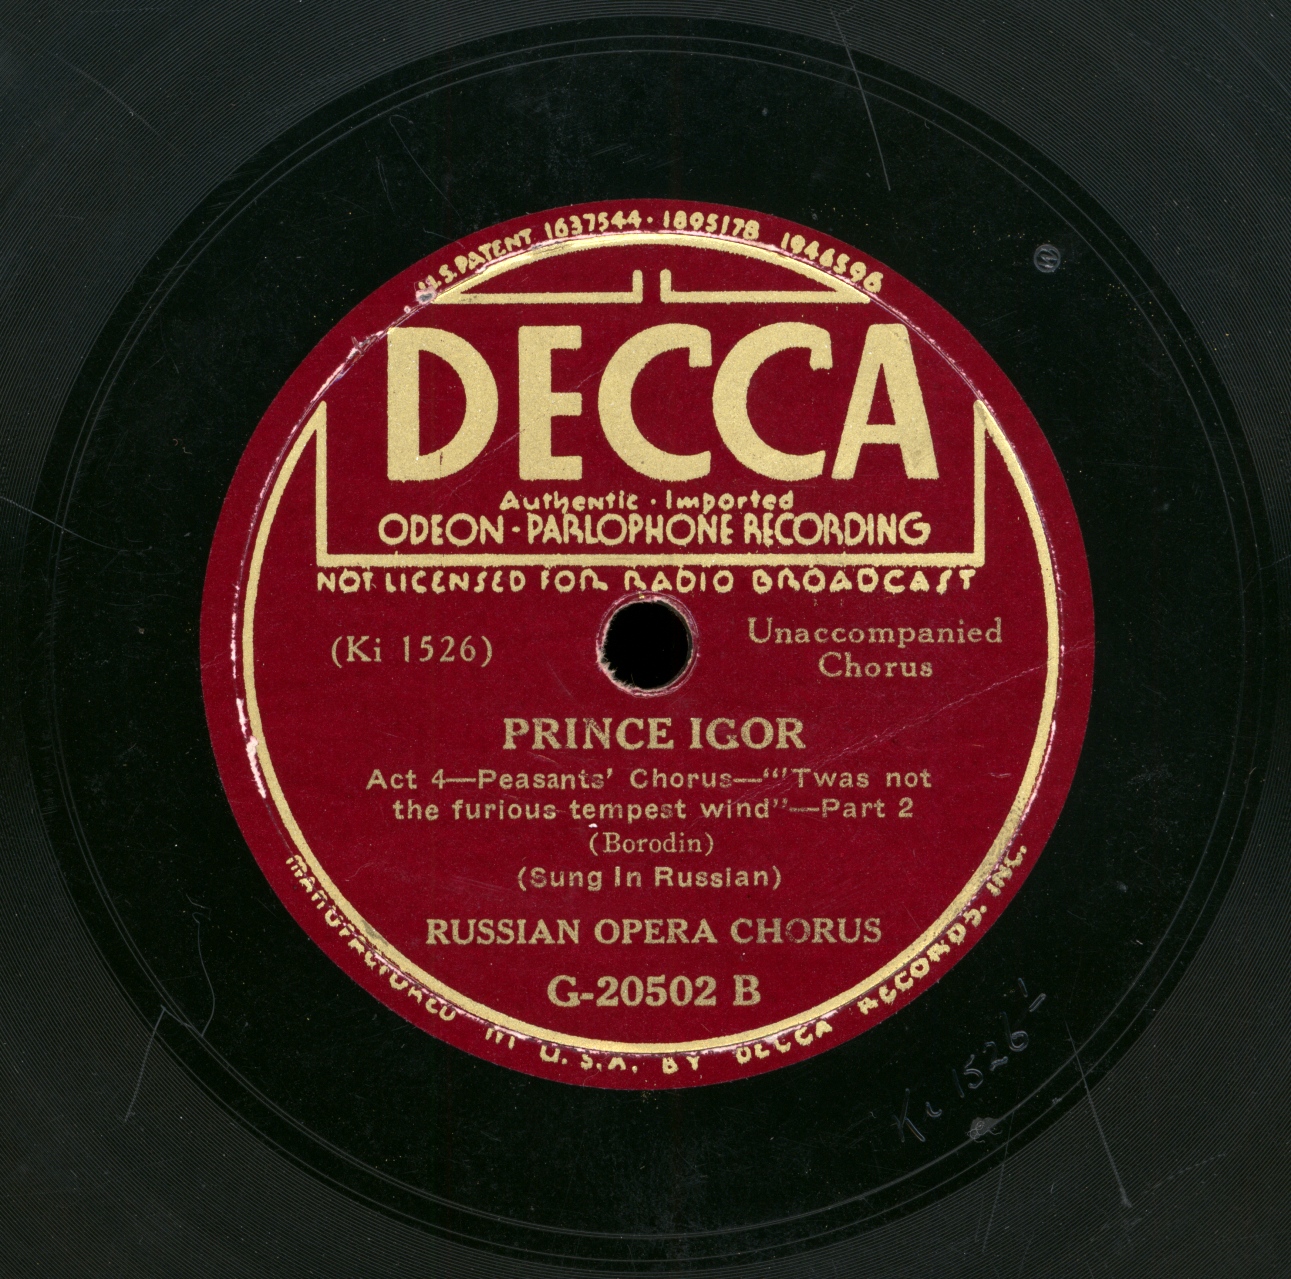 U.S. PATENT 1637544 · 1895178 1946596
DECCA
Authentic · Imported
ODEON - PARLOPHONE RECORDING
NOT LICENSED FOR RADIO BROADCAST
(Ki 1526)
Unaccompanied
Chorus
PRINCE IGOR
Act 4—Peasants' Chorus—“'Twas not
the furious tempest wind”—Part 2
(Borodin)
(Sung In Russian)
RUSSIAN OPERA CHORUS
G-20502 B
MANUFACTURED IN U.S.A. BY DECCA RECORDS, INC.
Ki 1526